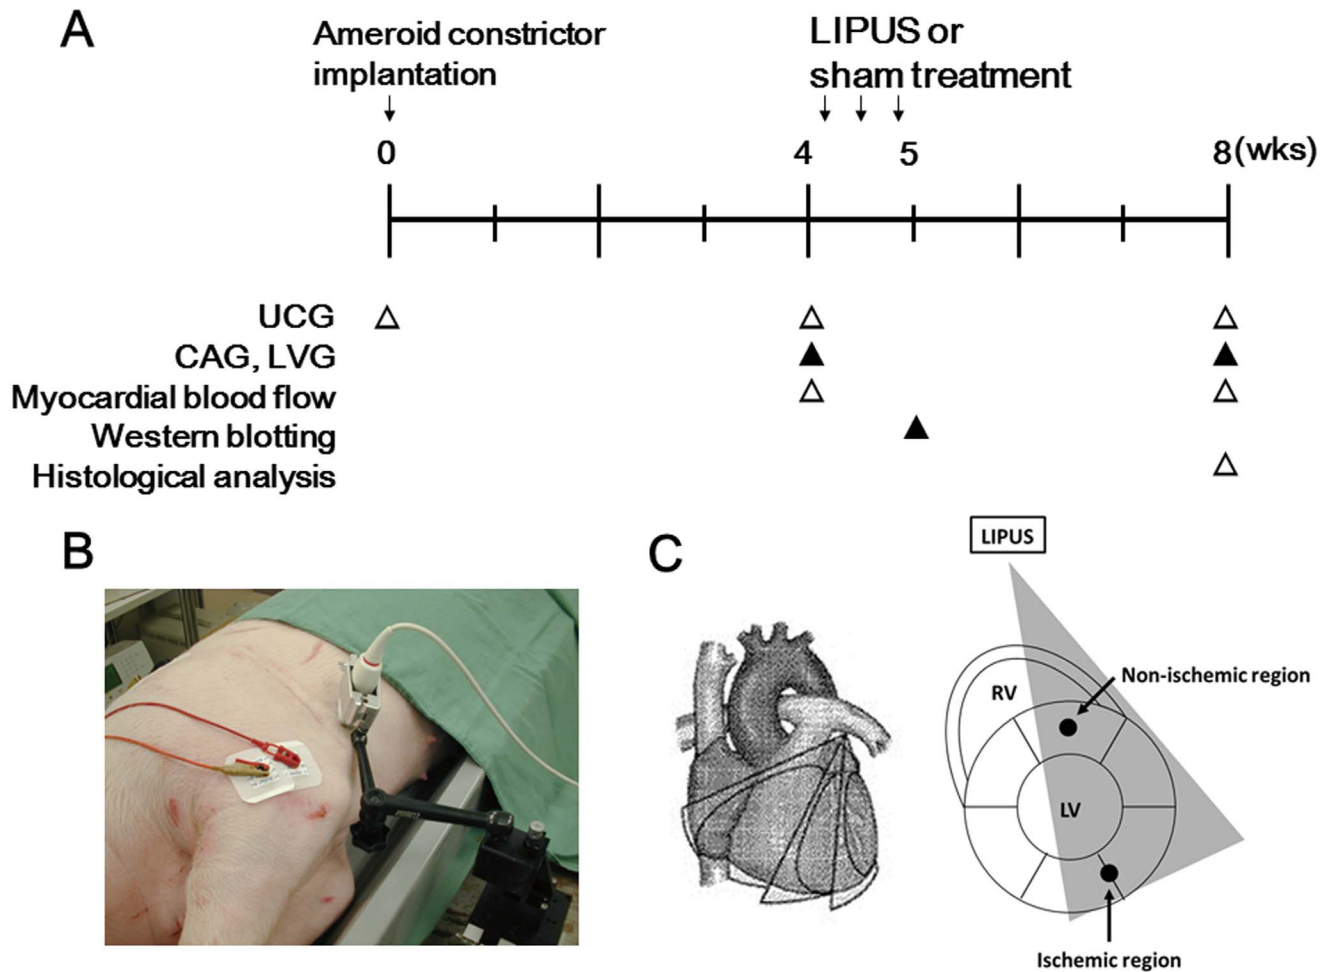 A
Ameroid constrictor
implantation
LIPUS or
sham treatment
0
4
5
8(wks)
UCG
CAG, LVG
Myocardial blood flow
Western blotting
Histological analysis
B
C
LIPUS
Non-ischemic region
RV
LV
Ischemic region